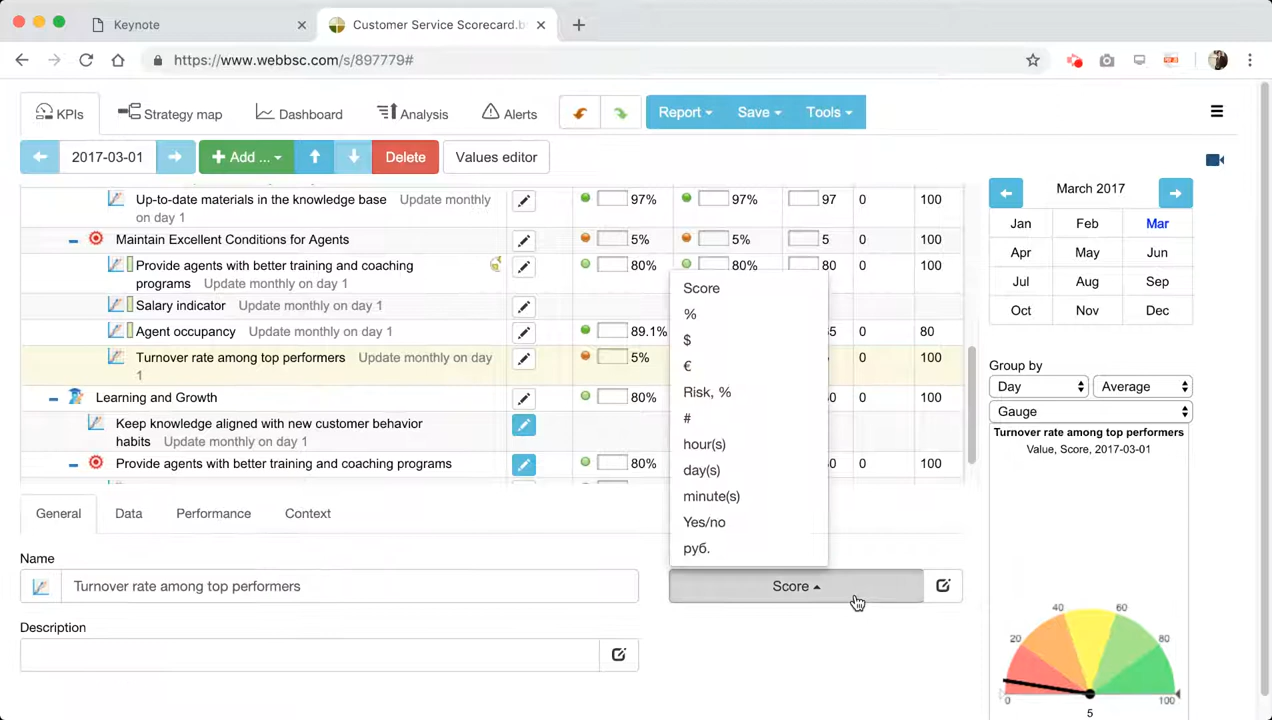 Keynote
Customer Service Scorecard.b
https://www.webbsc.com/s/897779#
KPIs
Strategy map
Dashboard
Analysis
Alerts
Report
Save
Tools
2017-03-01
Add ...
Delete
Values editor
Up-to-date materials in the knowledge base Update monthly on day 1
97% 97% 97 0 100
Maintain Excellent Conditions for Agents
5% 5% 5 0 100
Provide agents with better training and coaching programs Update monthly on day 1
80% 80% 80 0 100
Salary indicator Update monthly on day 1
Agent occupancy Update monthly on day 1
89.1% 5 0 80
Turnover rate among top performers Update monthly on day 1
5% 0 100
Learning and Growth
80% 0 0 100
Keep knowledge aligned with new customer behavior habits Update monthly on day 1
Provide agents with better training and coaching programs
80% 0 0 100
Score
%
$
€
Risk, %
#
hour(s)
day(s)
minute(s)
Yes/no
руб.
General
Data
Performance
Context
Name
Turnover rate among top performers
Score
Description
March 2017
Jan Feb Mar
Apr May Jun
Jul Aug Sep
Oct Nov Dec
Group by
Day
Average
Gauge
Turnover rate among top performers
Value, Score, 2017-03-01
40 60
20 80
0 100
5